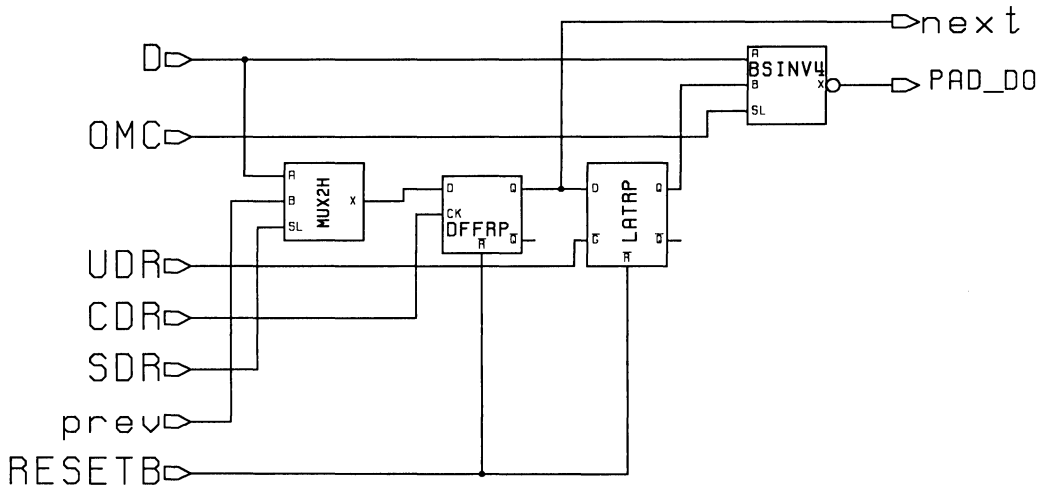 next
D
A
BSINV4
B
X
SL
PAD_DO
OMC
MUX2H
A
B
X
SL
D
Q
CK
DFFRP
Q̅
R̅
D
Q
LATRP
G̅
Q̅
R̅
UDR
CDR
SDR
prev
RESETB